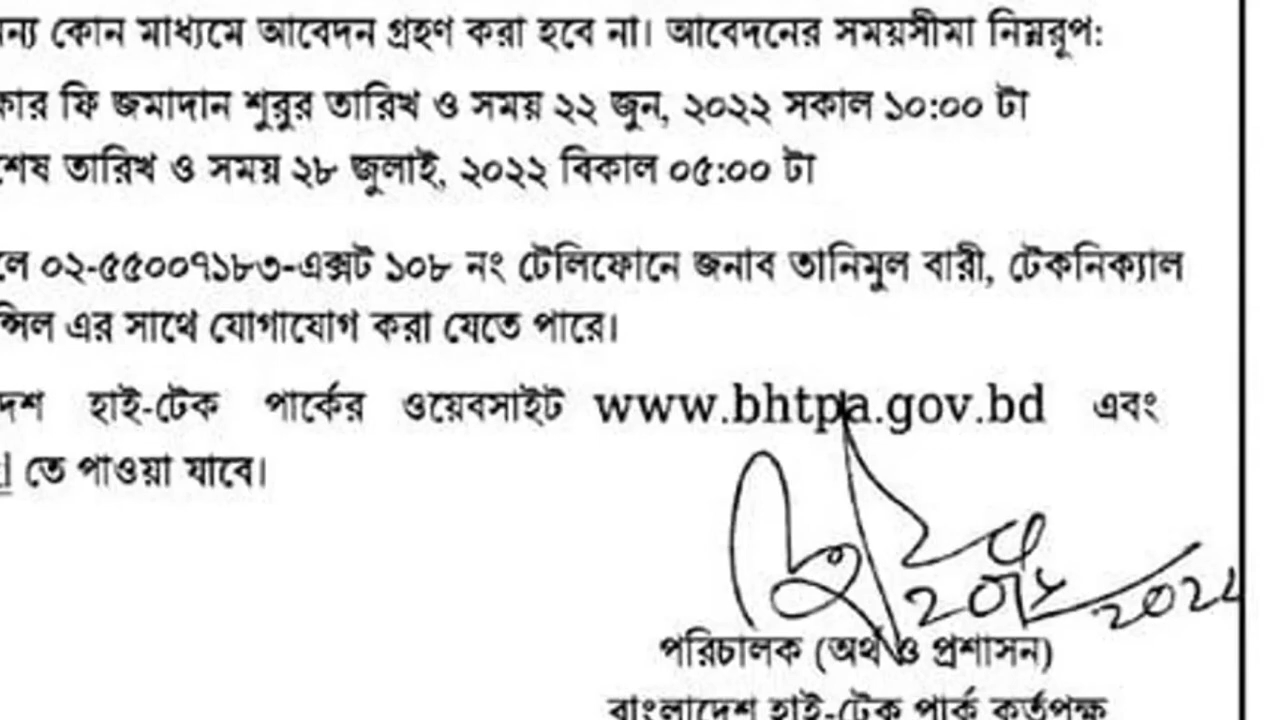 ন্য কোন মাধ্যমে আবেদন গ্রহণ করা হবে না। আবেদনের সময়সীমা নিম্নরূপ:
কার ফি জমাদান শুরুর তারিখ ও সময় ২২ জুন, ২০২২ সকাল ১০:০০ টা
শেষ তারিখ ও সময় ২৮ জুলাই, ২০২২ বিকাল ০৫:০০ টা
লে ০২-৫৫০০৭১৮৩-এক্সট ১০৮ নং টেলিফোনে জনাব তানিমুল বারী, টেকনিক্যাল
ন্সিল এর সাথে যোগাযোগ করা যেতে পারে।
দেশ হাই-টেক পার্কের ওয়েবসাইট www.bhtpa.gov.bd এবং
তে পাওয়া যাবে।
পরিচালক (অর্থ ও প্রশাসন)
বাংলাদেশ হাই-টেক পার্ক কর্তৃপক্ষ